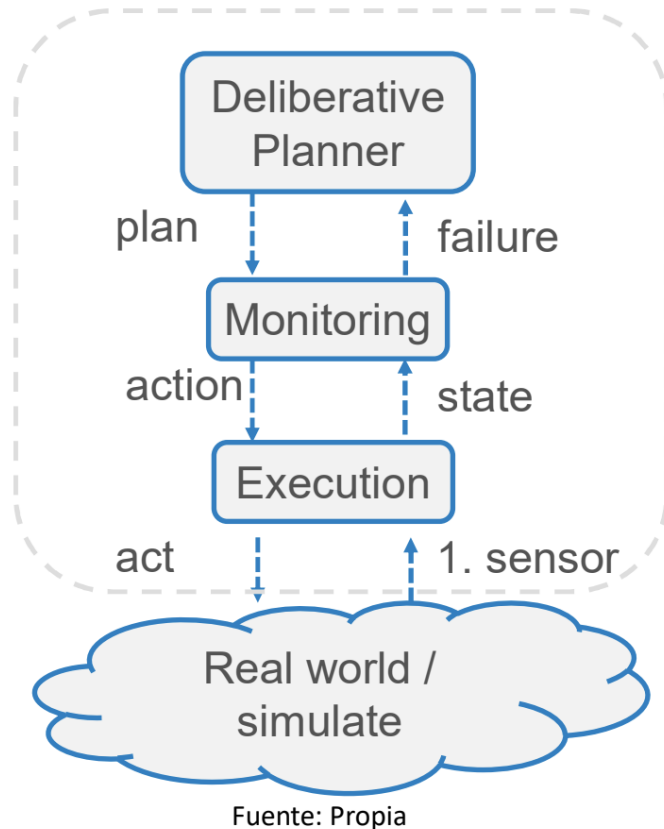 Deliberative
Planner
plan
failure
Monitoring
action
state
Execution
act
1. sensor
Real world /
simulate
Fuente: Propia